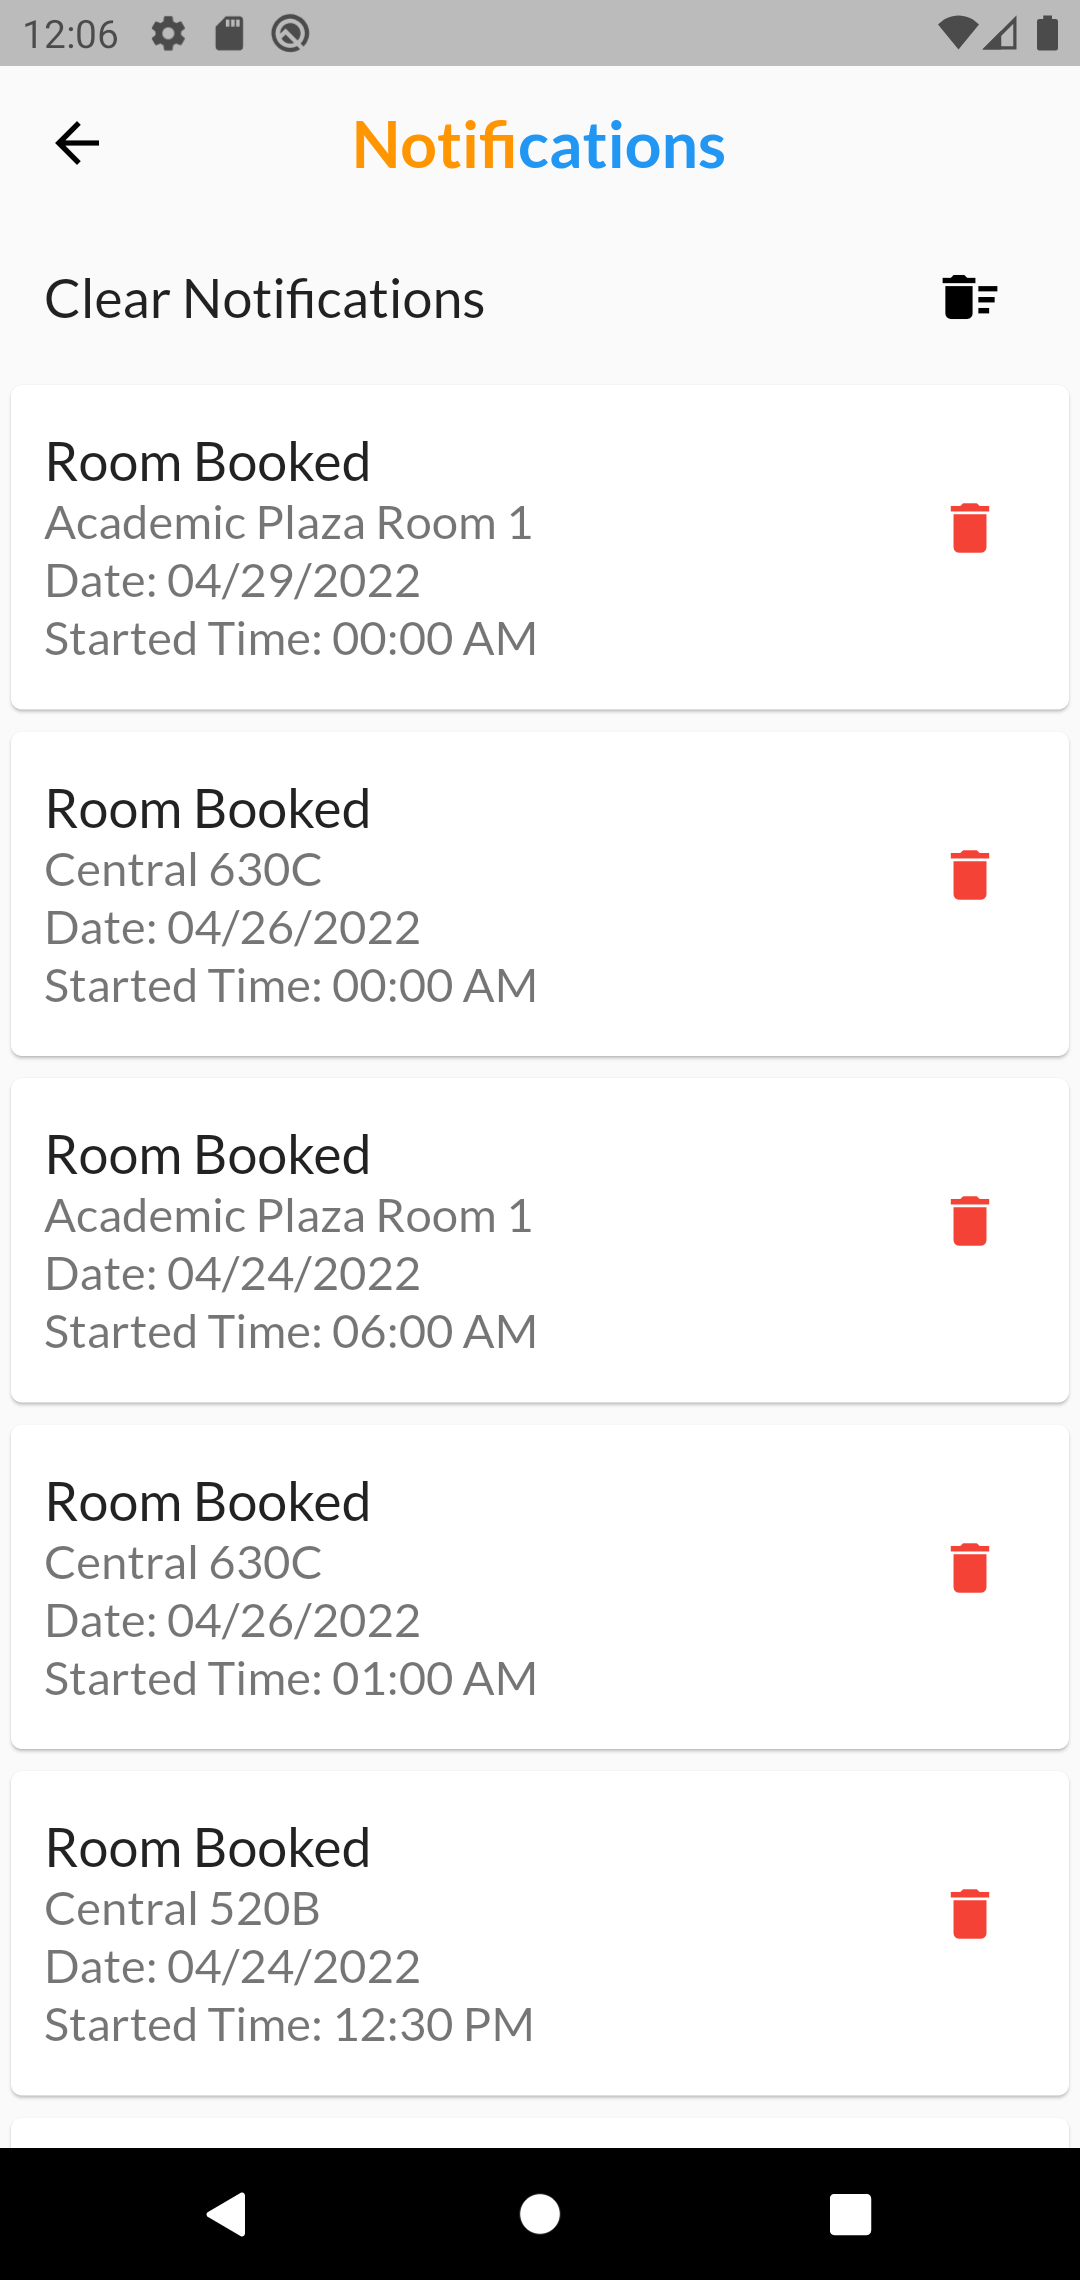 12:06
Notifications
Clear Notifications
Room Booked
Academic Plaza Room 1
Date: 04/29/2022
Started Time: 00:00 AM
Room Booked
Central 630C
Date: 04/26/2022
Started Time: 00:00 AM
Room Booked
Academic Plaza Room 1
Date: 04/24/2022
Started Time: 06:00 AM
Room Booked
Central 630C
Date: 04/26/2022
Started Time: 01:00 AM
Room Booked
Central 520B
Date: 04/24/2022
Started Time: 12:30 PM